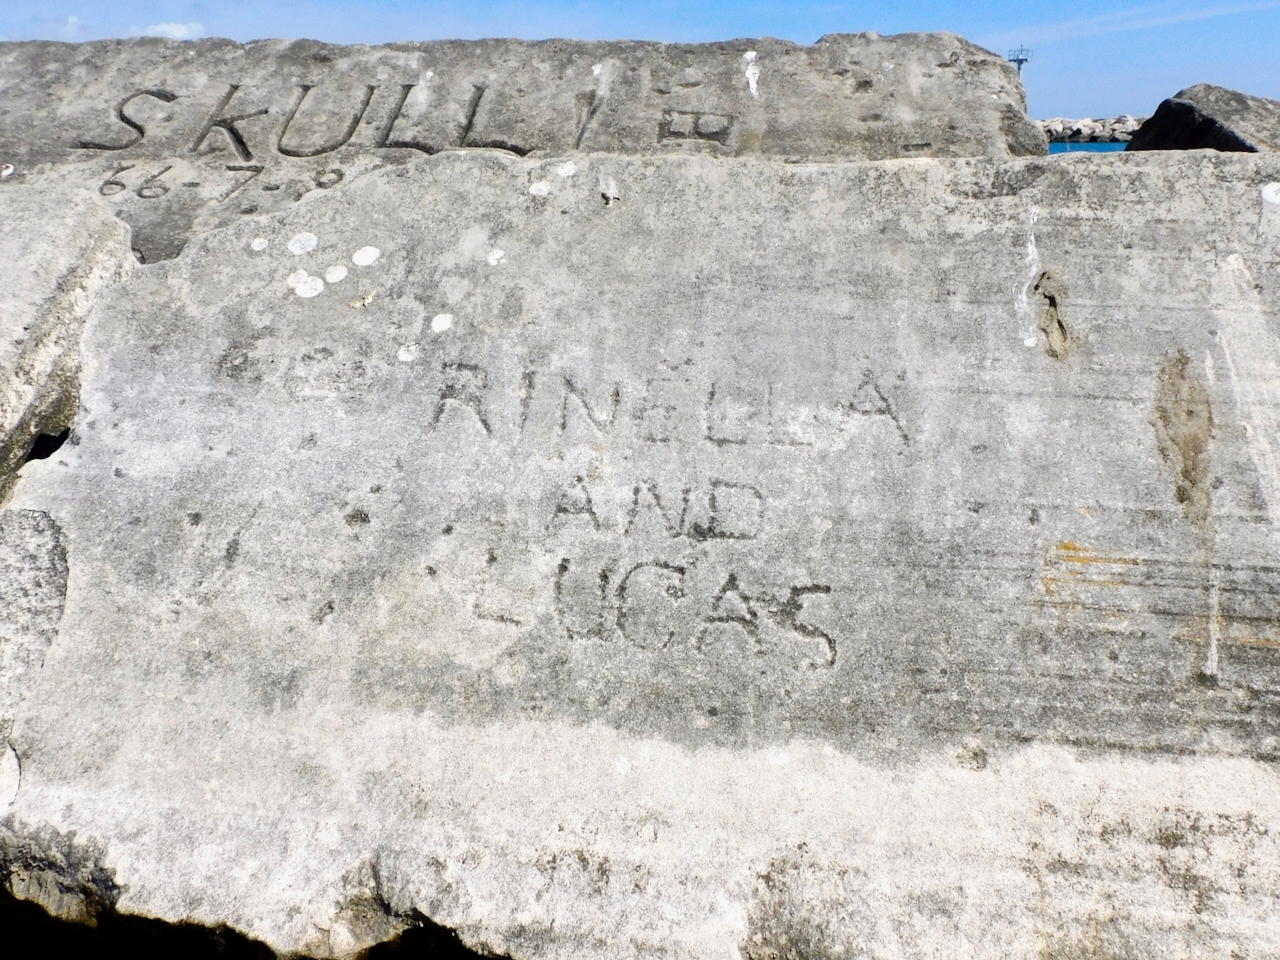 SKULL
66-7-8
RINELLA
AND
LUCAS